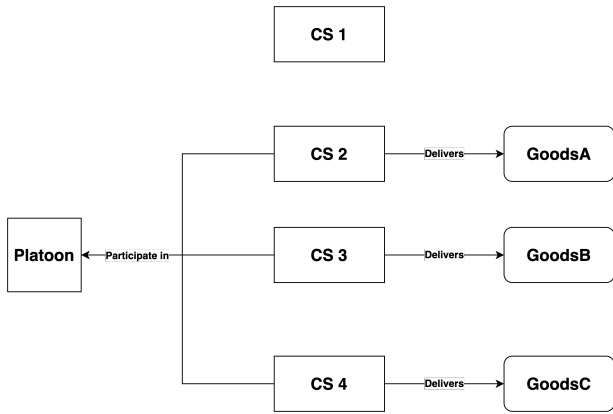 CS 1
CS 2
Delivers
GoodsA
Platoon
Participate in
CS 3
Delivers
GoodsB
CS 4
Delivers
GoodsC